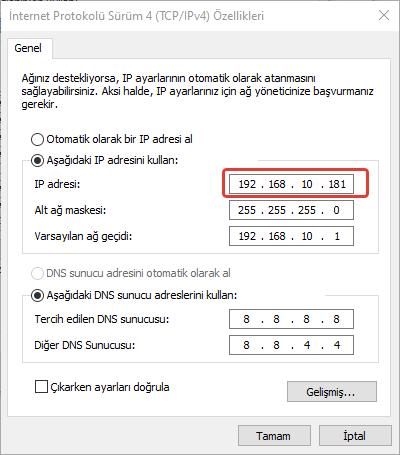 İnternet Protokolü Sürüm 4 (TCP/IPv4) Özellikleri
Genel
Ağınız destekliyorsa, IP ayarlarının otomatik olarak atanmasını
sağlayabilirsiniz. Aksi halde, IP ayarlarınız için ağ yöneticinize başvurmanız
gerekir.
Otomatik olarak bir IP adresi al
Aşağıdaki IP adresini kullan:
IP adresi: 192 . 168 . 10 . 181
Alt ağ maskesi: 255 . 255 . 255 . 0
Varsayılan ağ geçidi: 192 . 168 . 10 . 1
DNS sunucu adresini otomatik olarak al
Aşağıdaki DNS sunucu adreslerini kullan:
Tercih edilen DNS sunucusu: 8 . 8 . 8 . 8
Diğer DNS Sunucusu: 8 . 8 . 4 . 4
Çıkarken ayarları doğrula
Gelişmiş...
Tamam İptal